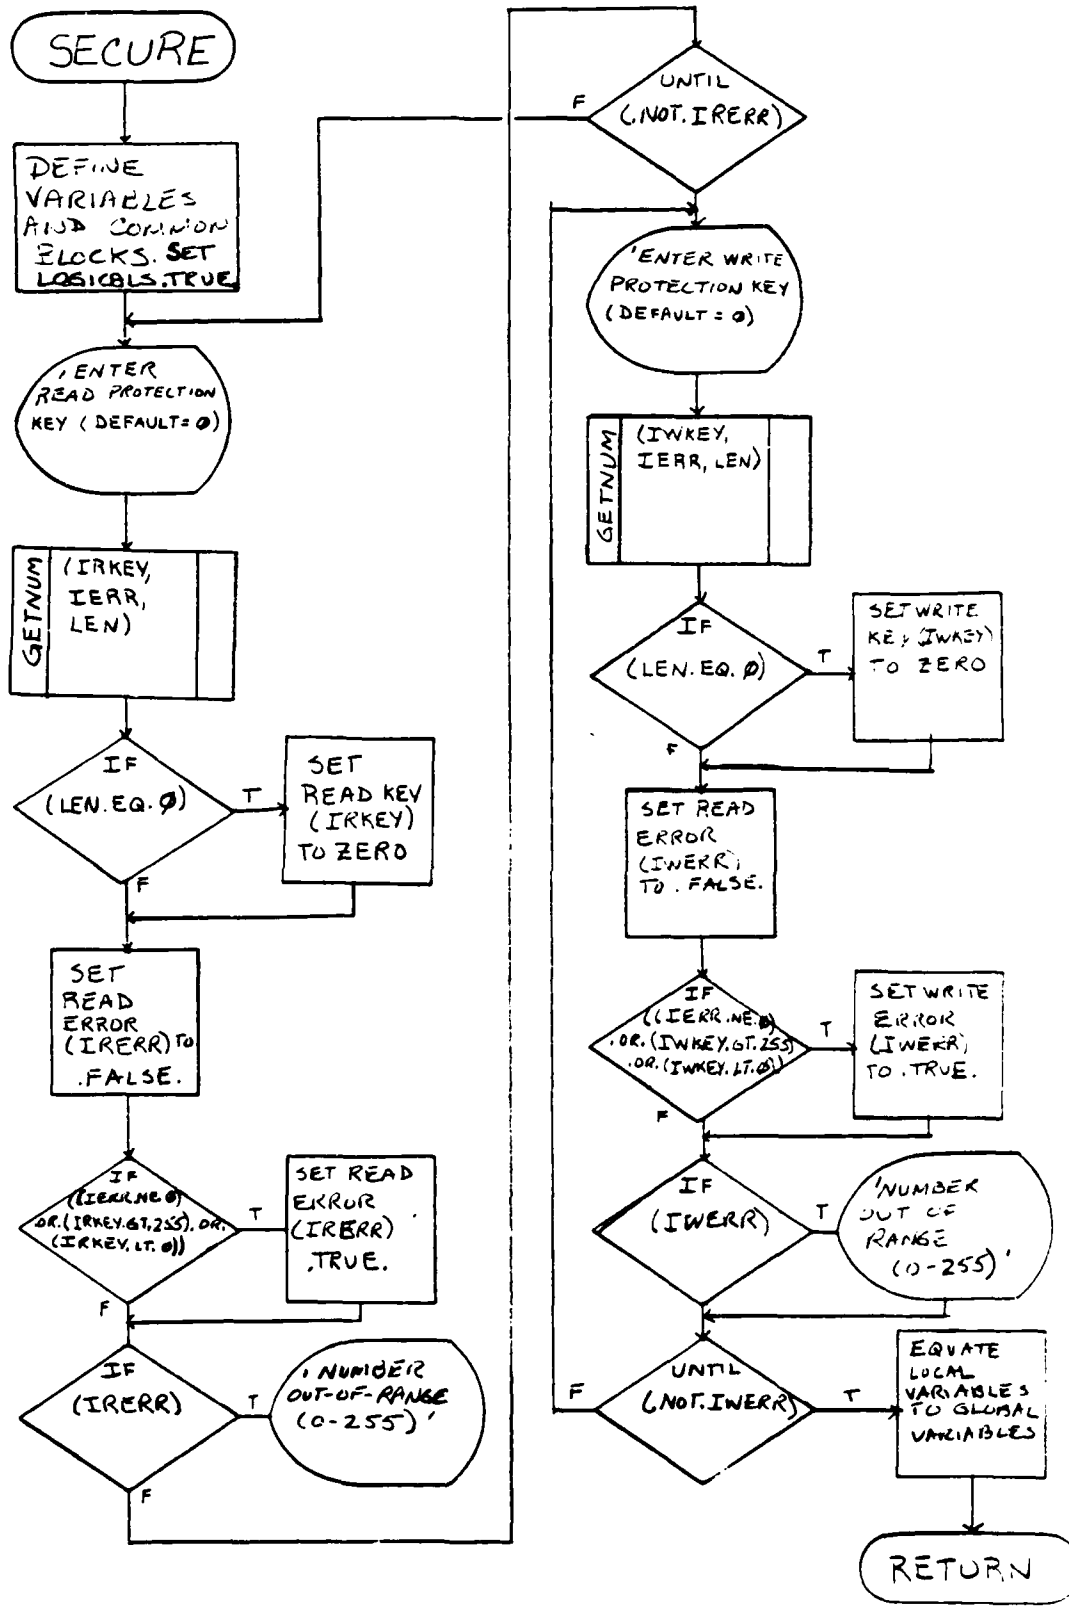 SECURE
DEFINE
VARIABLES
AND COMMON
BLOCKS. SET
LOGICALS .TRUE.
'ENTER
READ PROTECTION
KEY (DEFAULT=0)
GETNUM
(IRKEY,
IERR,
LEN)
IF
(LEN.EQ.0)
T
F
SET
READ KEY
(IRKEY)
TO ZERO
SET
READ
ERROR
(IRERR) TO
.FALSE.
IF
((IERR.NE.0)
.OR.(IRKEY.GT.255).OR.
(IRKEY.LT.0))
T
F
SET READ
ERROR
(IRERR)
.TRUE.
IF
(IRERR)
T
F
'NUMBER
OUT-OF-RANGE
(0-255)'
UNTIL
(.NOT.IRERR)
F
'ENTER WRITE
PROTECTION KEY
(DEFAULT = 0)
GETNUM
(IWKEY,
IERR, LEN)
IF
(LEN.EQ.0)
T
F
SET WRITE
KEY (IWKEY)
TO ZERO
SET READ
ERROR
(IWERR)
TO .FALSE.
IF
((IERR.NE.0)
.OR.(IWKEY.GT.255)
.OR.(IWKEY.LT.0))
T
F
SET WRITE
ERROR
(IWERR)
TO .TRUE.
IF
(IWERR)
T
'NUMBER
OUT OF
RANGE
(0-255)'
UNTIL
(.NOT.IWERR)
F
T
EQUATE
LOCAL
VARIABLES
TO GLOBAL
VARIABLES
RETURN